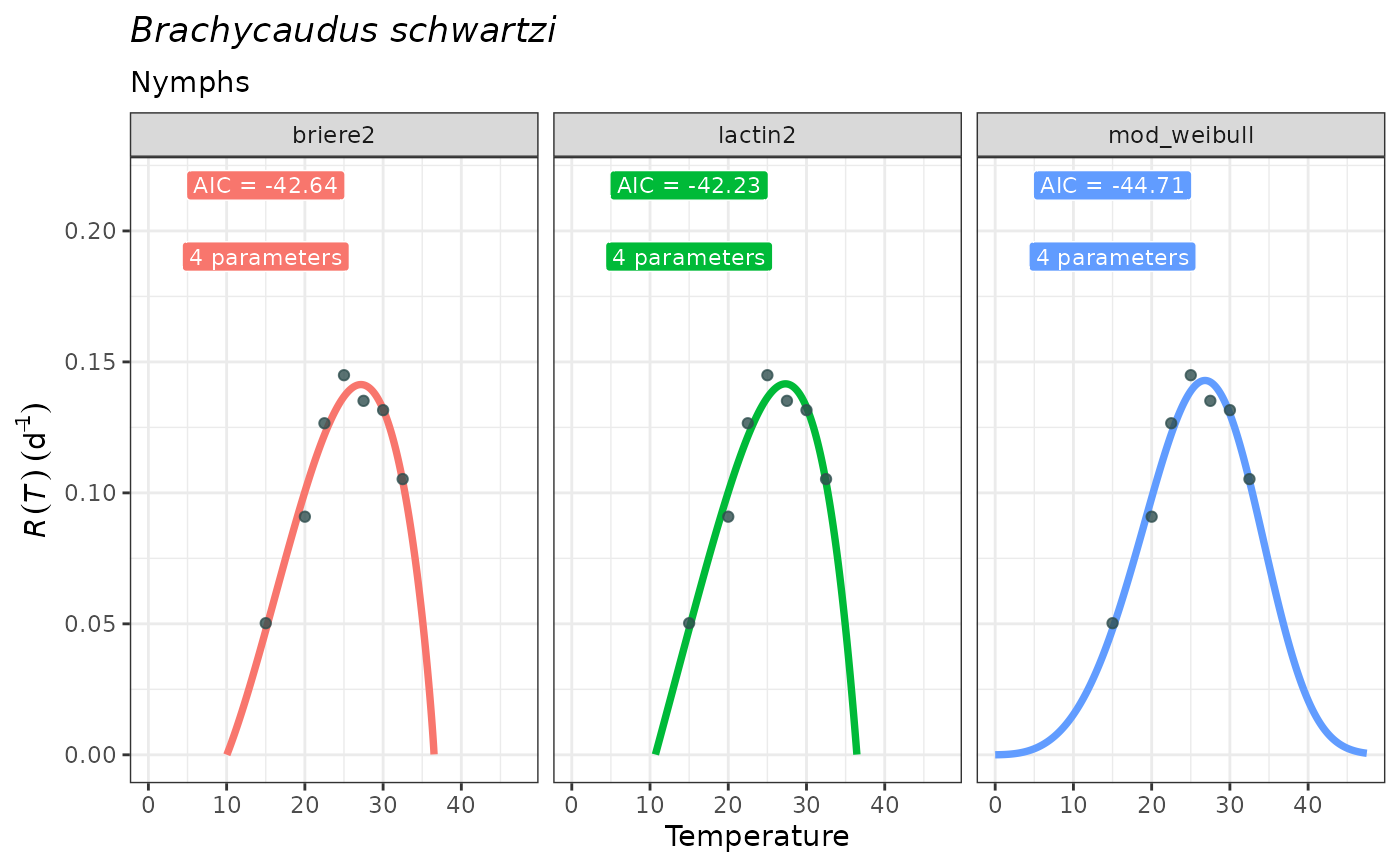 Brachycaudus schwartzi
Nymphs
briere2
lactin2
mod_weibull
AIC = -42.64
AIC = -42.23
AIC = -44.71
4 parameters
4 parameters
4 parameters
0.20
0.15
0.10
0.05
0.00
R(T) (d⁻¹)
0 10 20 30 40
0 10 20 30 40
0 10 20 30 40
Temperature